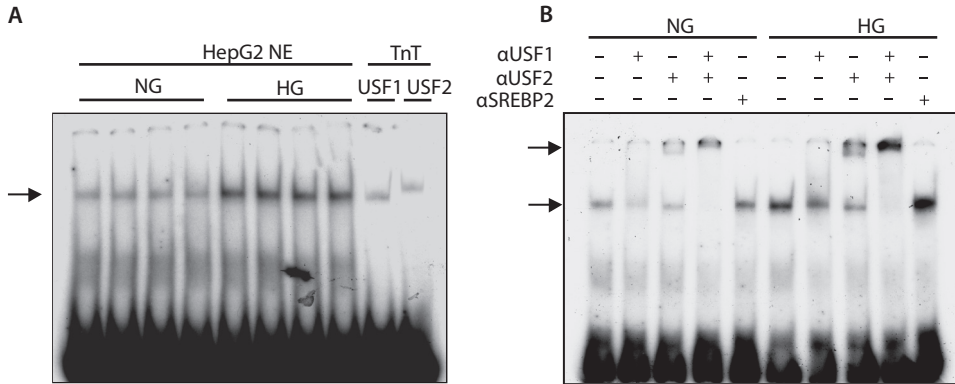 A
HepG2 NE TnT
NG HG USF1 USF2
B
NG HG
αUSF1 – + – + – – + – + –
αUSF2 – – + + – – – + + –
αSREBP2 – – – – + – – – – +